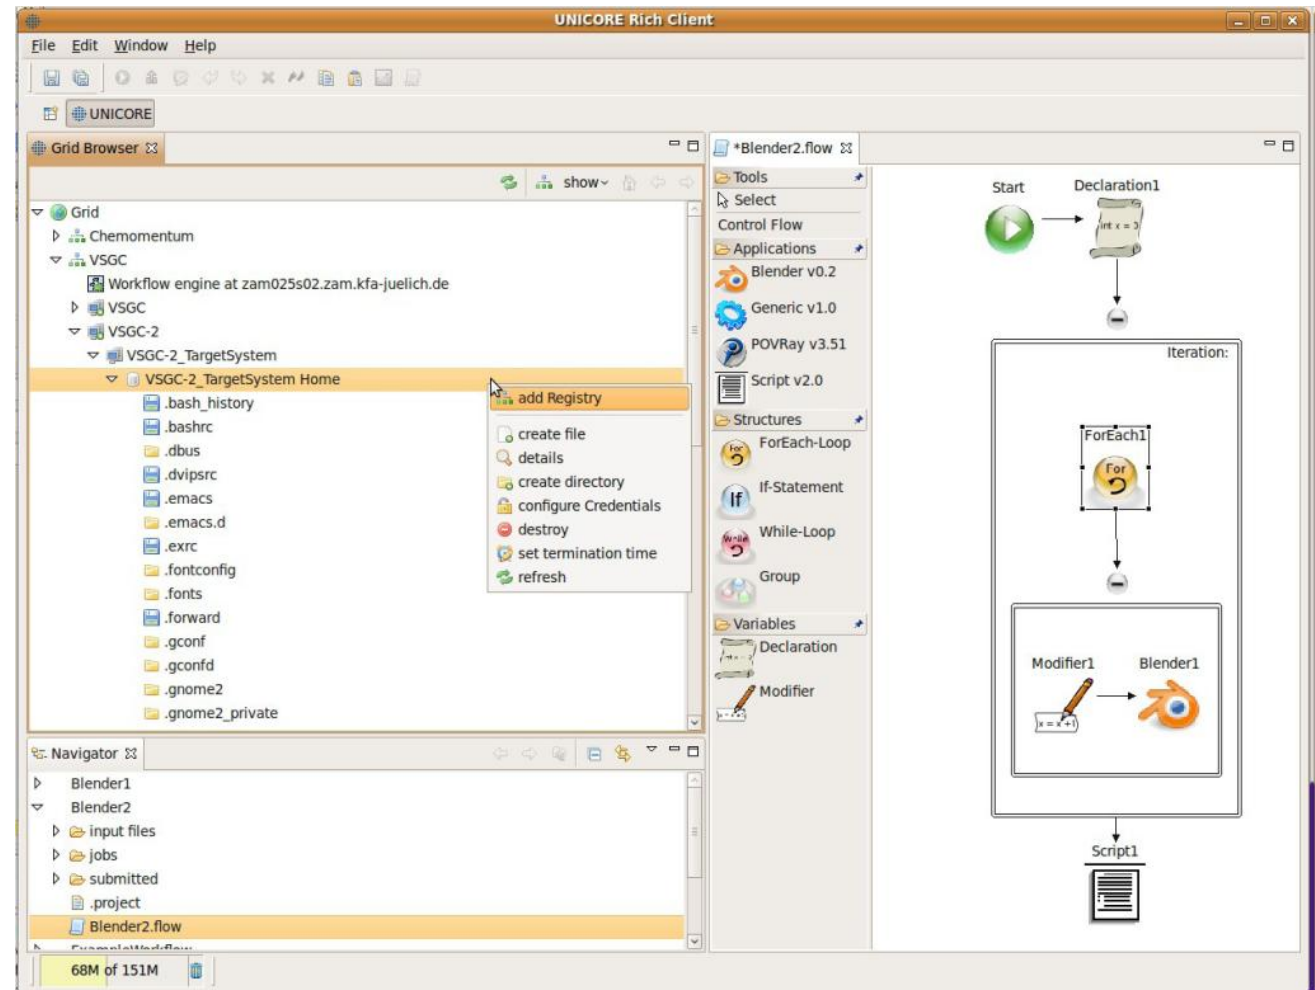 UNICORE Rich Client
File Edit Window Help
UNICORE
Grid Browser
show
Grid
Chemomentum
VSGC
Workflow engine at zam025s02.zam.kfa-juelich.de
VSGC
VSGC-2
VSGC-2_TargetSystem
VSGC-2_TargetSystem Home
.bash_history
.bashrc
.dbus
.dvipsrc
.emacs
.emacs.d
.exrc
.fontconfig
.fonts
.forward
.gconf
.gconfd
.gnome2
.gnome2_private
add Registry
create file
details
create directory
configure Credentials
destroy
set termination time
refresh
Navigator
Blender1
Blender2
input files
jobs
submitted
.project
Blender2.flow
ExampleWorkflow
68M of 151M
*Blender2.flow
Tools
Select
Control Flow
Applications
Blender v0.2
Generic v1.0
POVRay v3.51
Script v2.0
Structures
For
ForEach-Loop
If
If-Statement
While
While-Loop
Group
Variables
Declaration
Modifier
Start
Declaration1
int x = 3
Iteration:
ForEach1
For
Modifier1
Blender1
x = x +1
Script1